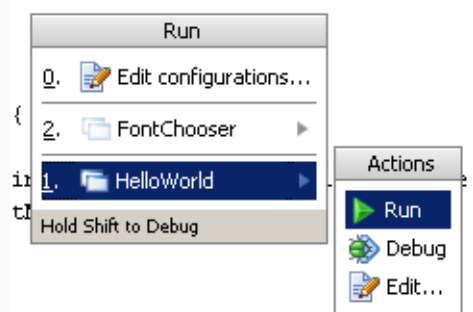 Run
0. Edit configurations...
{
2. FontChooser
1. HelloWorld
Hold Shift to Debug
Actions
Run
Debug
Edit...